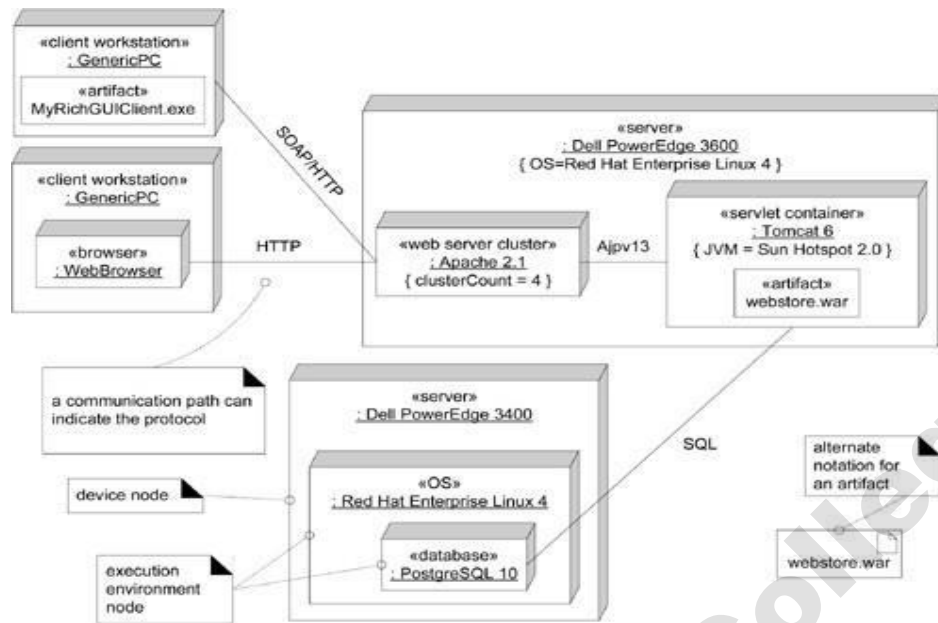 «client workstation»
: GenericPC
«artifact»
MyRichGUIClient.exe
«client workstation»
: GenericPC
«browser»
: WebBrowser
SOAP/HTTP
HTTP
«server»
: Dell PowerEdge 3600
{ OS=Red Hat Enterprise Linux 4 }
«web server cluster»
: Apache 2.1
{ clusterCount = 4 }
Ajpv13
«servlet container»
: Tomcat 6
{ JVM = Sun Hotspot 2.0 }
«artifact»
webstore.war
a communication path can
indicate the protocol
«server»
: Dell PowerEdge 3400
«OS»
: Red Hat Enterprise Linux 4
«database»
: PostgreSQL 10
SQL
device node
execution
environment
node
alternate
notation for
an artifact
webstore.war